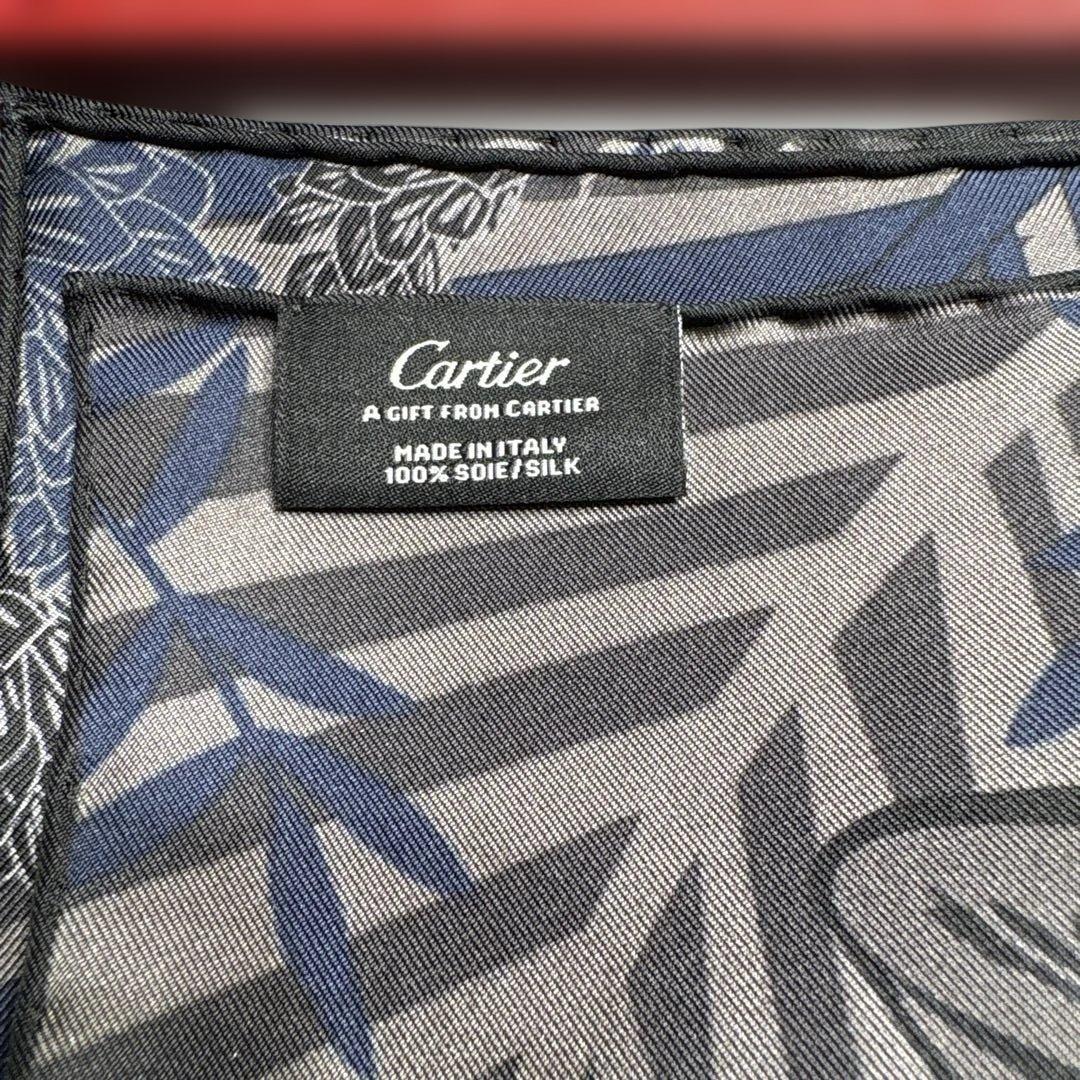 Cartier
A GIFT FROM CARTIER
MADE IN ITALY
100% SOIE/SILK